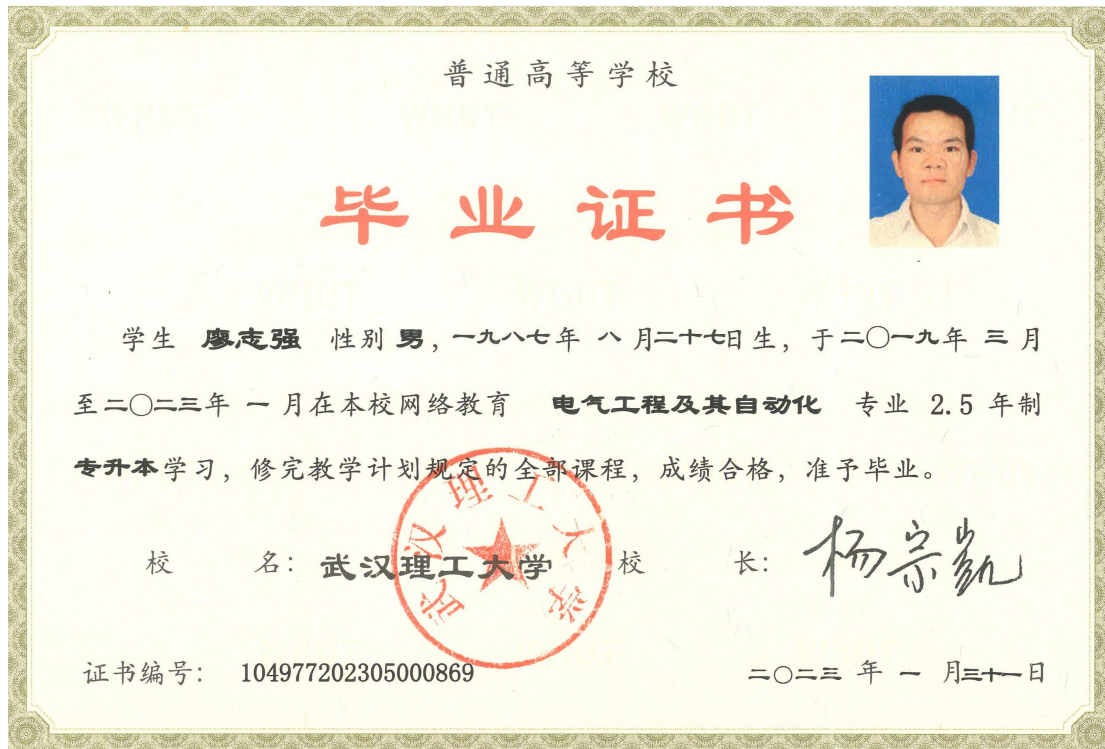 普通高等学校
毕业证书
学生 廖志强 性别 男，一九八七年 八 月二十七日生，于二〇一九年 三 月
至二〇二三年 一 月在本校网络教育 电气工程及其自动化 专业 2.5 年制
专升本学习，修完教学计划规定的全部课程，成绩合格，准予毕业。
校 名：武汉理工大学 校 长：杨宗凯
武汉理工大学
证书编号：104977202305000869 二〇二三 年 一 月三十一日